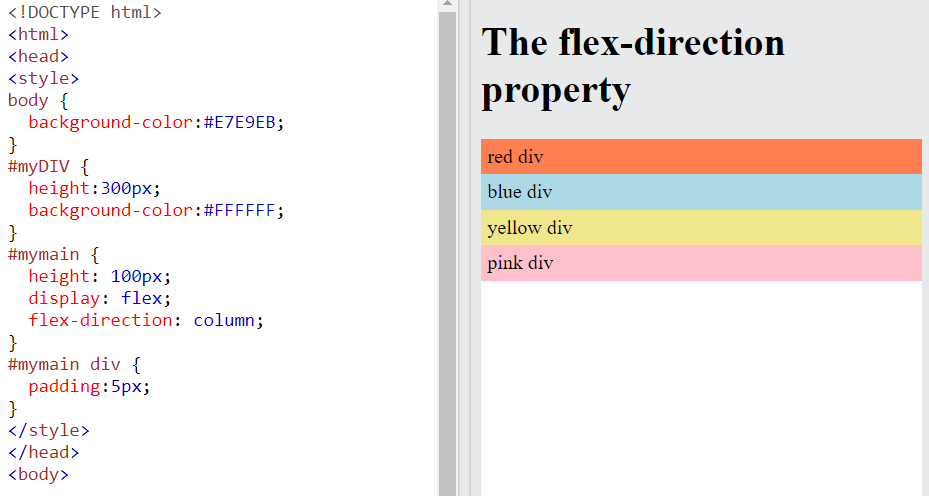 <!DOCTYPE html>
<html>
<head>
<style>
body {
  background-color:#E7E9EB;
}
#myDIV {
  height:300px;
  background-color:#FFFFFF;
}
#mymain {
  height: 100px;
  display: flex;
  flex-direction: column;
}
#mymain div {
  padding:5px;
}
</style>
</head>
<body>
The flex-direction
property
red div
blue div
yellow div
pink div